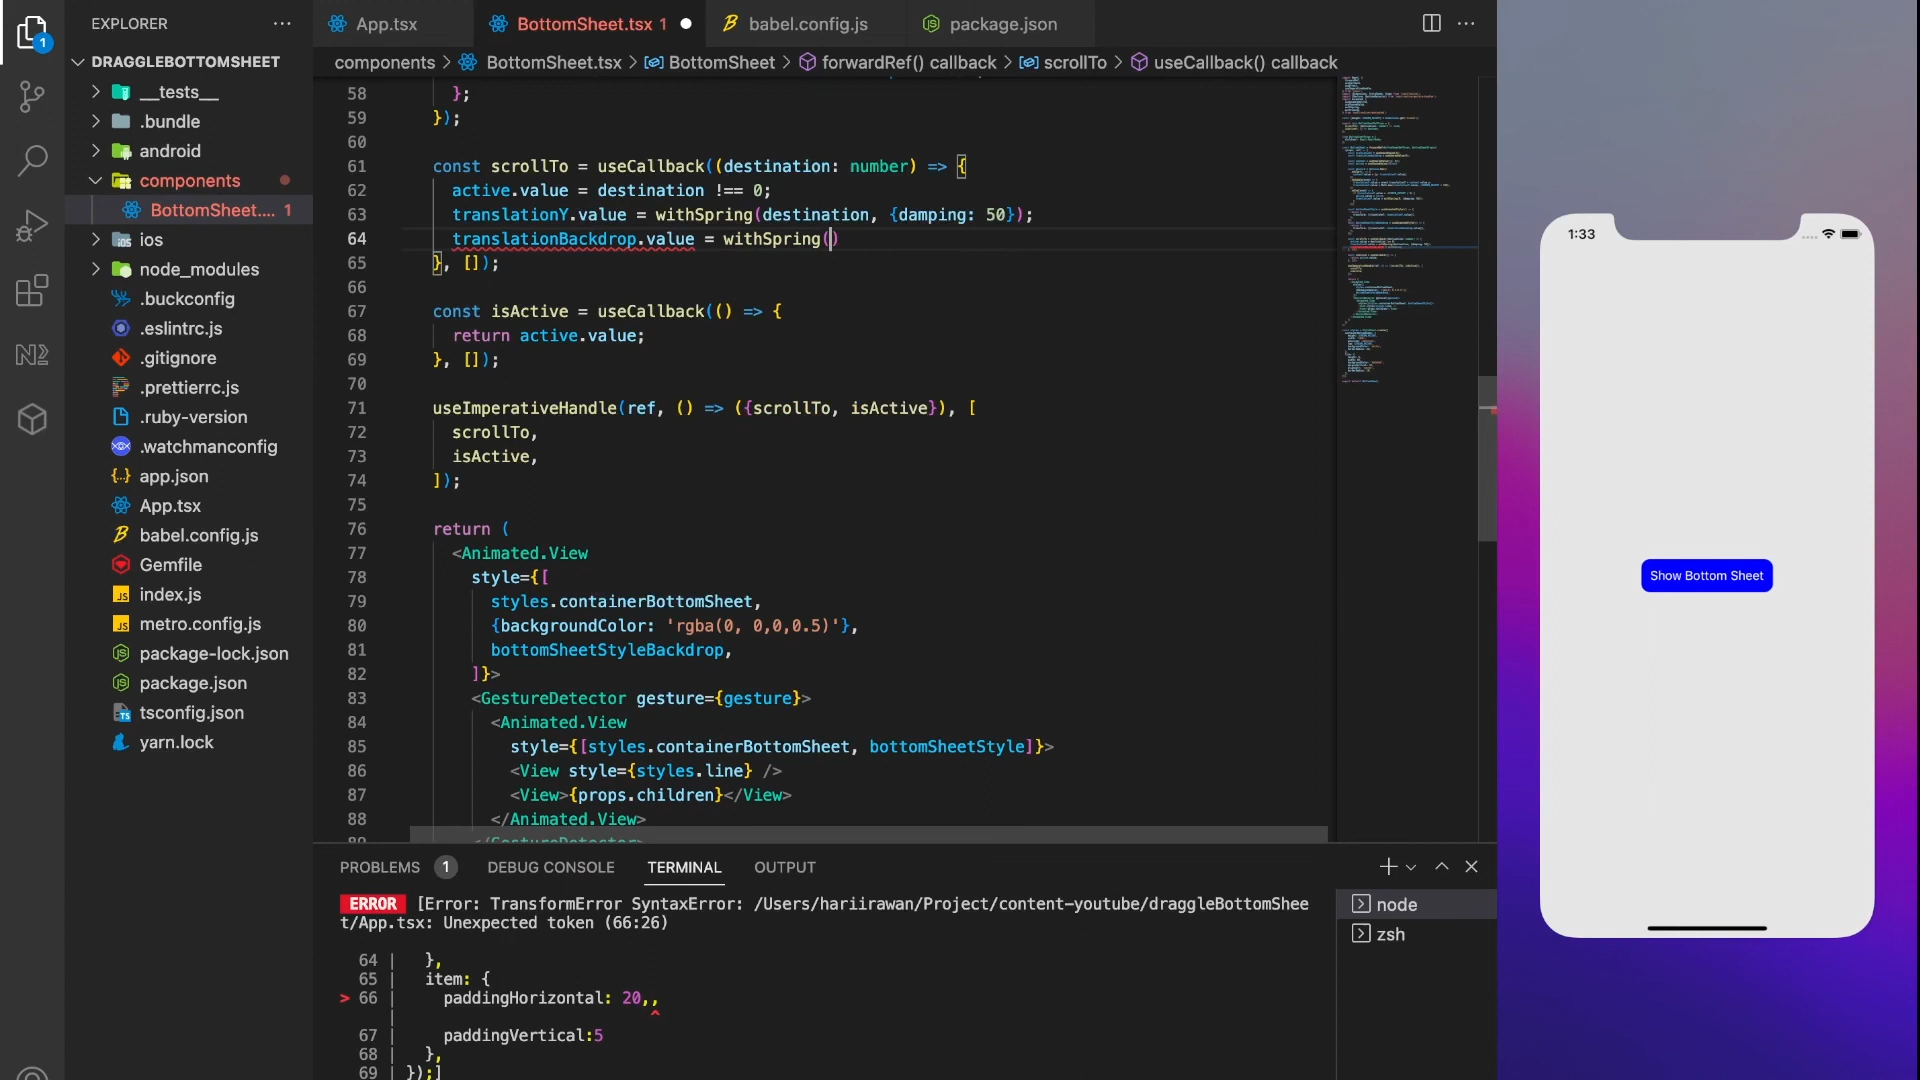 EXPLORER
App.tsx
BottomSheet.tsx 1
babel.config.js
package.json
1
DRAGGLEBOTTOMSHEET
components > BottomSheet.tsx > BottomSheet > forwardRef() callback > scrollTo > useCallback() callback
__tests__
.bundle
android
components
BottomSheet.... 1
ios
node_modules
.buckconfig
.eslintrc.js
.gitignore
.prettierrc.js
.ruby-version
.watchmanconfig
app.json
App.tsx
babel.config.js
Gemfile
index.js
metro.config.js
package-lock.json
package.json
tsconfig.json
yarn.lock
58 };
59 });
60
61 const scrollTo = useCallback((destination: number) => {
62 active.value = destination !== 0;
63 translationY.value = withSpring(destination, {damping: 50});
64 translationBackdrop.value = withSpring()
65 }, []);
66
67 const isActive = useCallback(() => {
68 return active.value;
69 }, []);
70
71 useImperativeHandle(ref, () => ({scrollTo, isActive}), [
72 scrollTo,
73 isActive,
74 ]);
75
76 return (
77 <Animated.View
78 style={[
79 styles.containerBottomSheet,
80 {backgroundColor: 'rgba(0, 0,0,0.5)'},
81 bottomSheetStyleBackdrop,
82 ]}>
83 <GestureDetector gesture={gesture}>
84 <Animated.View
85 style={[styles.containerBottomSheet, bottomSheetStyle]}>
86 <View style={styles.line} />
87 <View>{props.children}</View>
88 </Animated.View>
89 </GestureDetector>
PROBLEMS 1 DEBUG CONSOLE TERMINAL OUTPUT
ERROR [Error: TransformError SyntaxError: /Users/hariirawan/Project/content-youtube/draggleBottomShee
t/App.tsx: Unexpected token (66:26)
64 | },
65 | item: {
> 66 | paddingHorizontal: 20,,
| ^
67 | paddingVertical:5
68 | },
69 | });]
node
zsh
1:33
Show Bottom Sheet